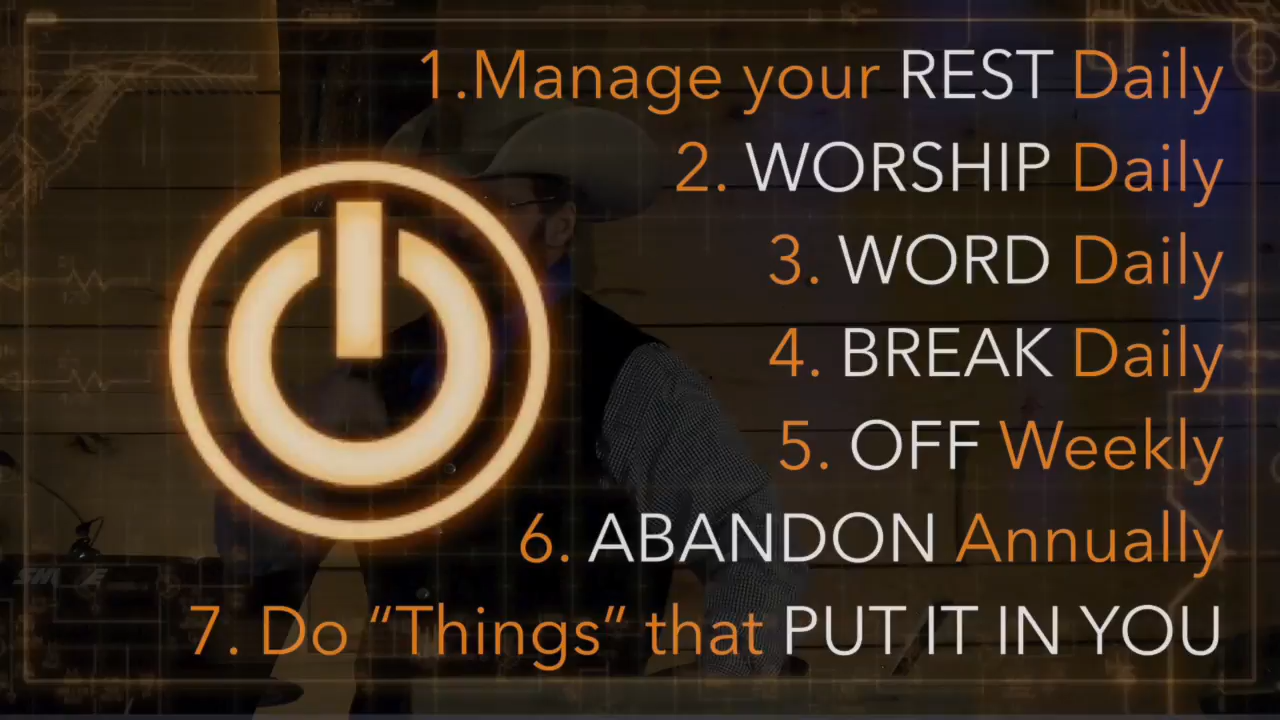 1.Manage your REST Daily
2. WORSHIP Daily
3. WORD Daily
4. BREAK Daily
5. OFF Weekly
6. ABANDON Annually
7. Do “Things” that PUT IT IN YOU